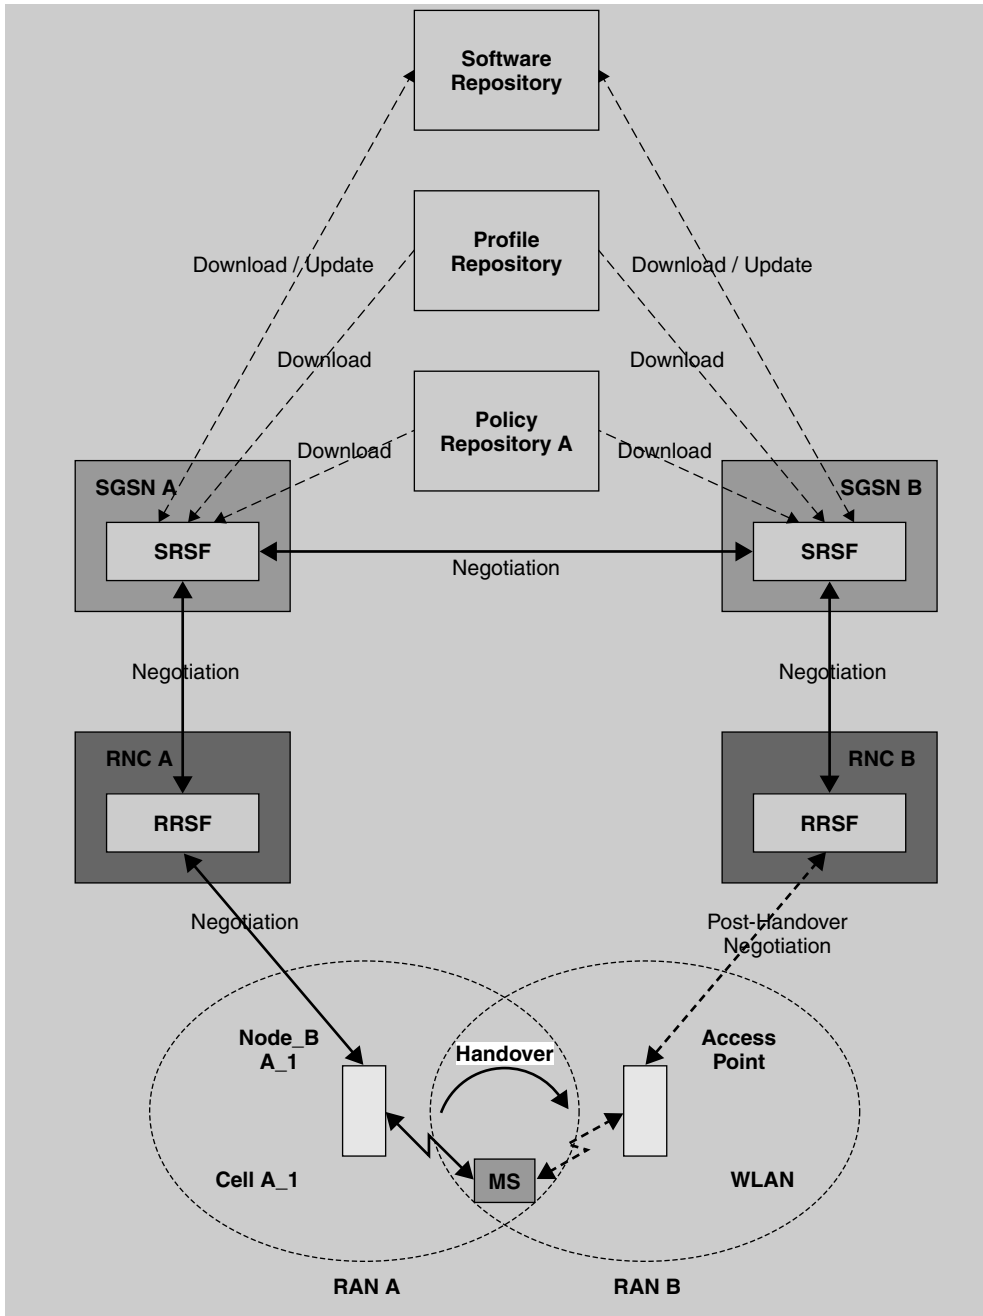 Software
Repository
Profile
Repository
Download / Update
Download / Update
Download
Download
Policy
Repository A
Download
Download
SGSN A
SGSN B
SRSF
SRSF
Negotiation
Negotiation
Negotiation
RNC A
RNC B
RRSF
RRSF
Negotiation
Post-Handover
Negotiation
Node_B
A_1
Handover
Access
Point
Cell A_1
MS
WLAN
RAN A
RAN B